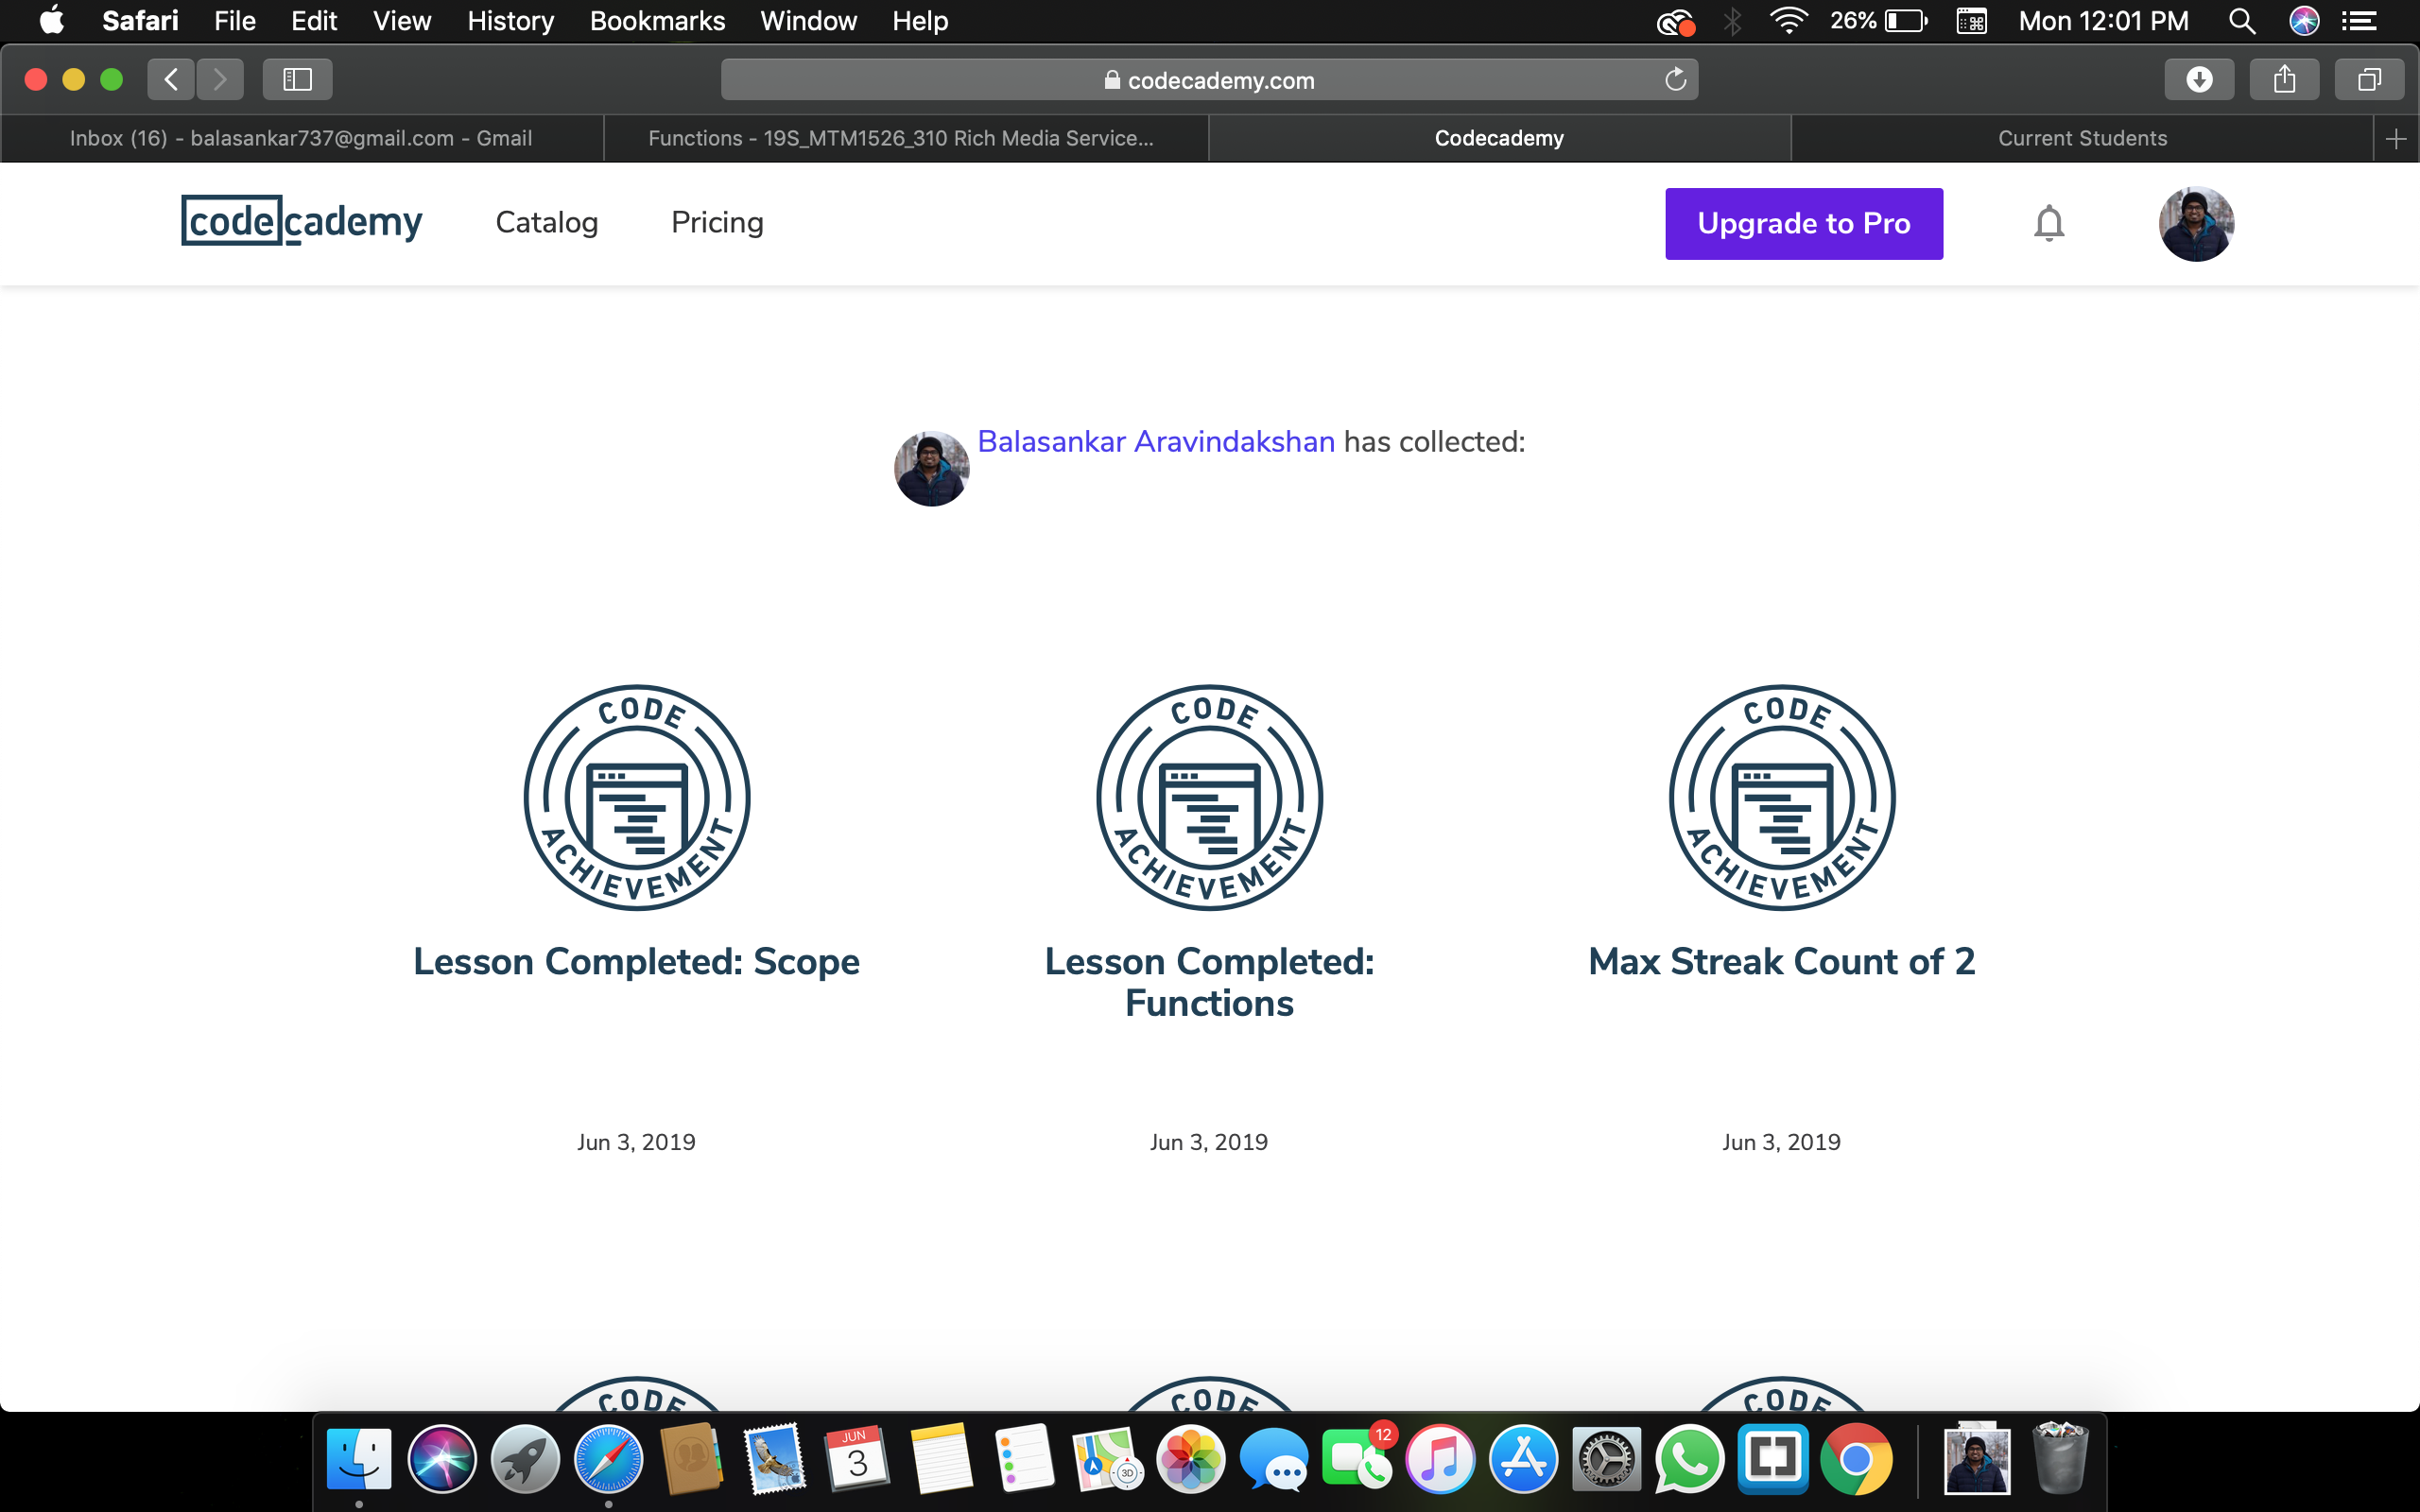 Safari File Edit View History Bookmarks Window Help 26% Mon 12:01 PM
codecademy.com
Inbox (16) - balasankar737@gmail.com - Gmail Functions - 19S_MTM1526_310 Rich Media Service... Codecademy Current Students
codecademy Catalog Pricing Upgrade to Pro
Balasankar Aravindakshan has collected:
CODE ACHIEVEMENT CODE ACHIEVEMENT CODE ACHIEVEMENT
Lesson Completed: Scope Lesson Completed: Max Streak Count of 2
Functions
Jun 3, 2019 Jun 3, 2019 Jun 3, 2019
CODE CODE CODE
JUN 3 3D 12